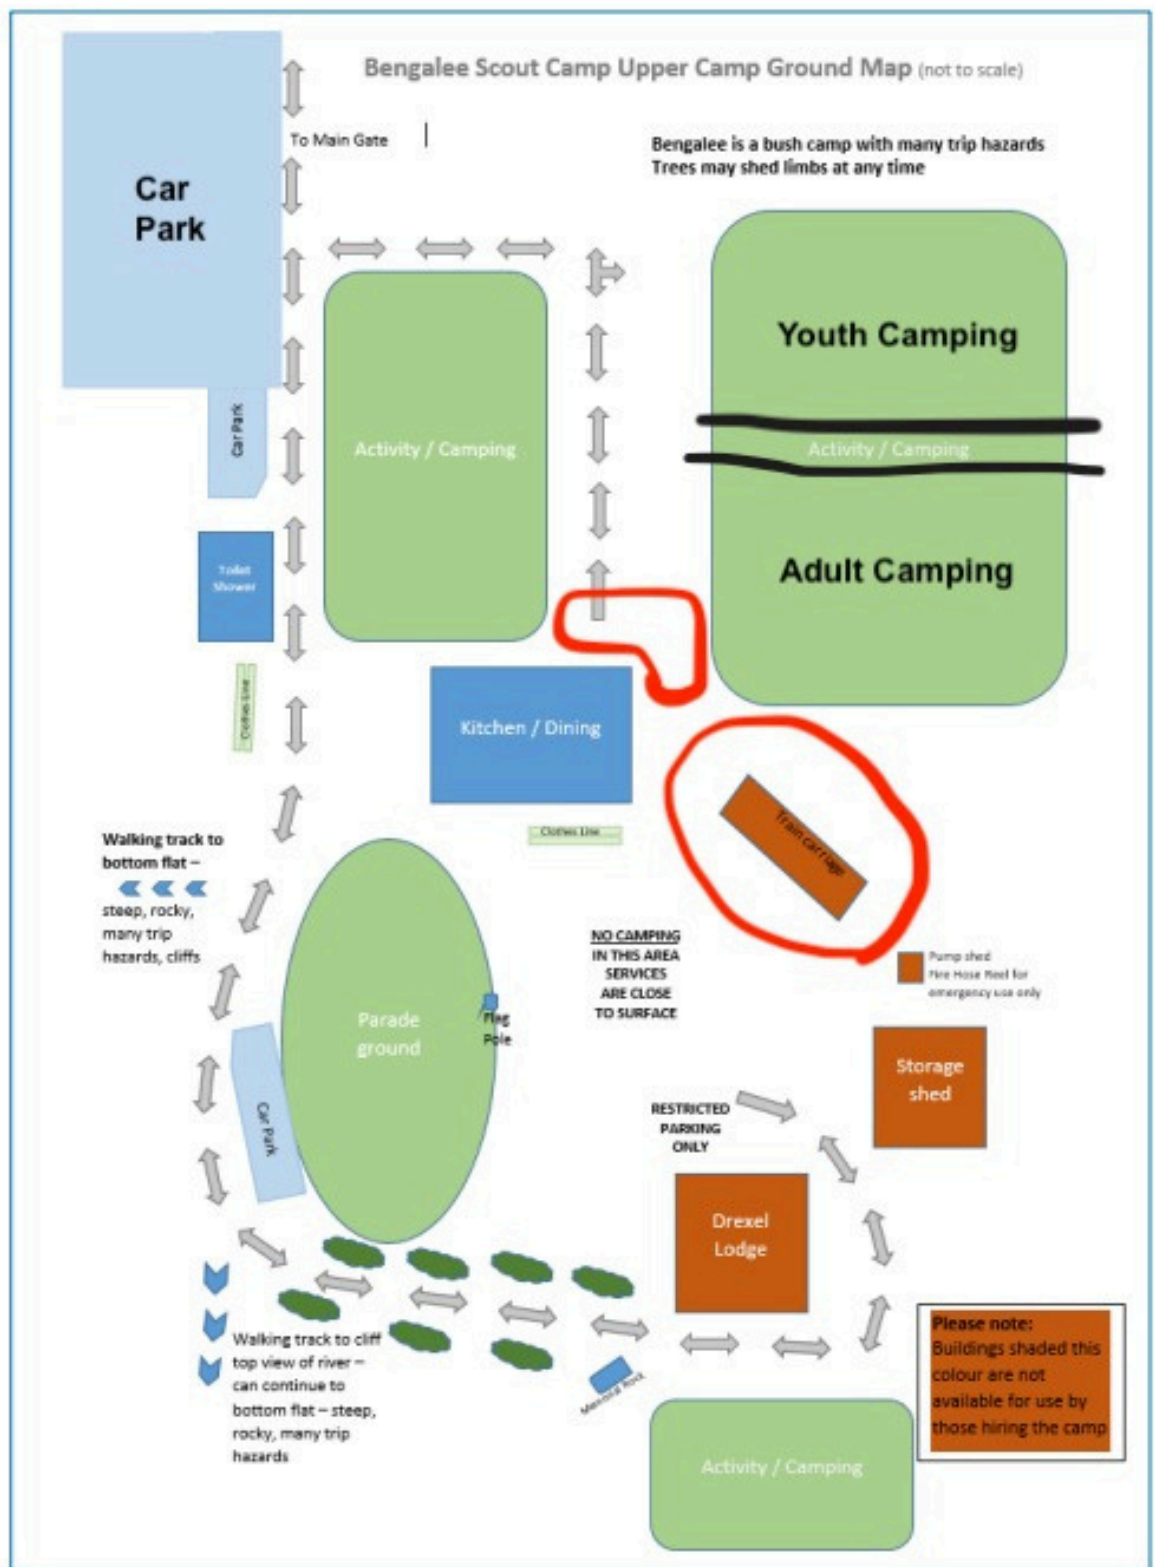 Bengalee Scout Camp Upper Camp Ground Map (not to scale)
To Main Gate
Bengalee is a bush camp with many trip hazards
Trees may shed limbs at any time
Car
Park
Youth Camping
Car Park
Activity / Camping
Activity / Camping
Toilet
Shower
Adult Camping
Clothes Line
Kitchen / Dining
Train carriage
Clothes Line
Walking track to
bottom flat –
steep, rocky,
many trip
hazards, cliffs
NO CAMPING
IN THIS AREA
SERVICES
ARE CLOSE
TO SURFACE
Pump shed
Fire Hose Reel for
emergency use only
Parade
ground
Flag
Pole
Storage
shed
Car Park
RESTRICTED
PARKING
ONLY
Drexel
Lodge
Walking track to cliff
top view of river –
can continue to
bottom flat – steep,
rocky, many trip
hazards
Memorial Rock
Please note:
Buildings shaded this
colour are not
available for use by
those hiring the camp
Activity / Camping